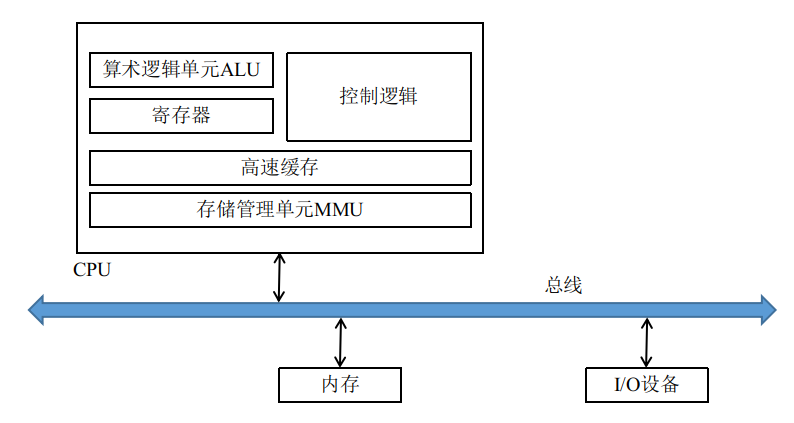 算术逻辑单元ALU
控制逻辑
寄存器
高速缓存
存储管理单元MMU
CPU
总线
内存
I/O设备